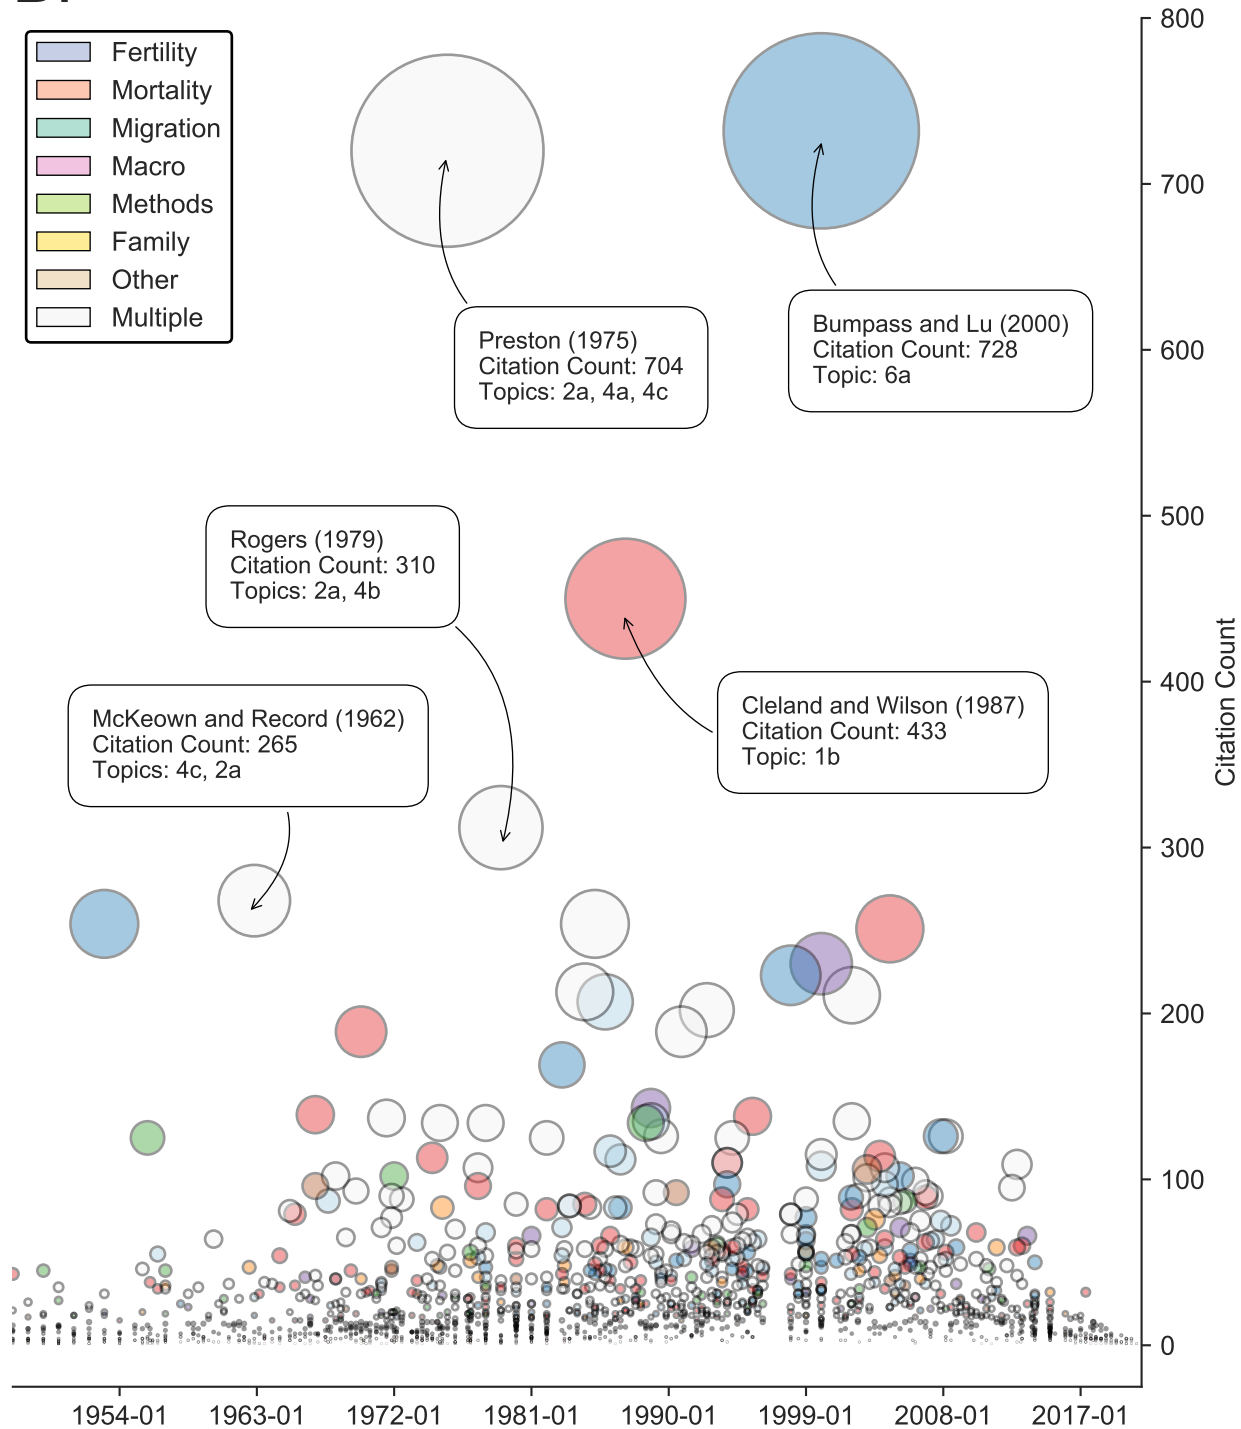 Fertility
Mortality
Migration
Macro
Methods
Family
Other
Multiple
Preston (1975)
Citation Count: 704
Topics: 2a, 4a, 4c
Bumpass and Lu (2000)
Citation Count: 728
Topic: 6a
Rogers (1979)
Citation Count: 310
Topics: 2a, 4b
Cleland and Wilson (1987)
Citation Count: 433
Topic: 1b
McKeown and Record (1962)
Citation Count: 265
Topics: 4c, 2a
800
700
600
500
400
300
200
100
0
Citation Count
1954-01
1963-01
1972-01
1981-01
1990-01
1999-01
2008-01
2017-01